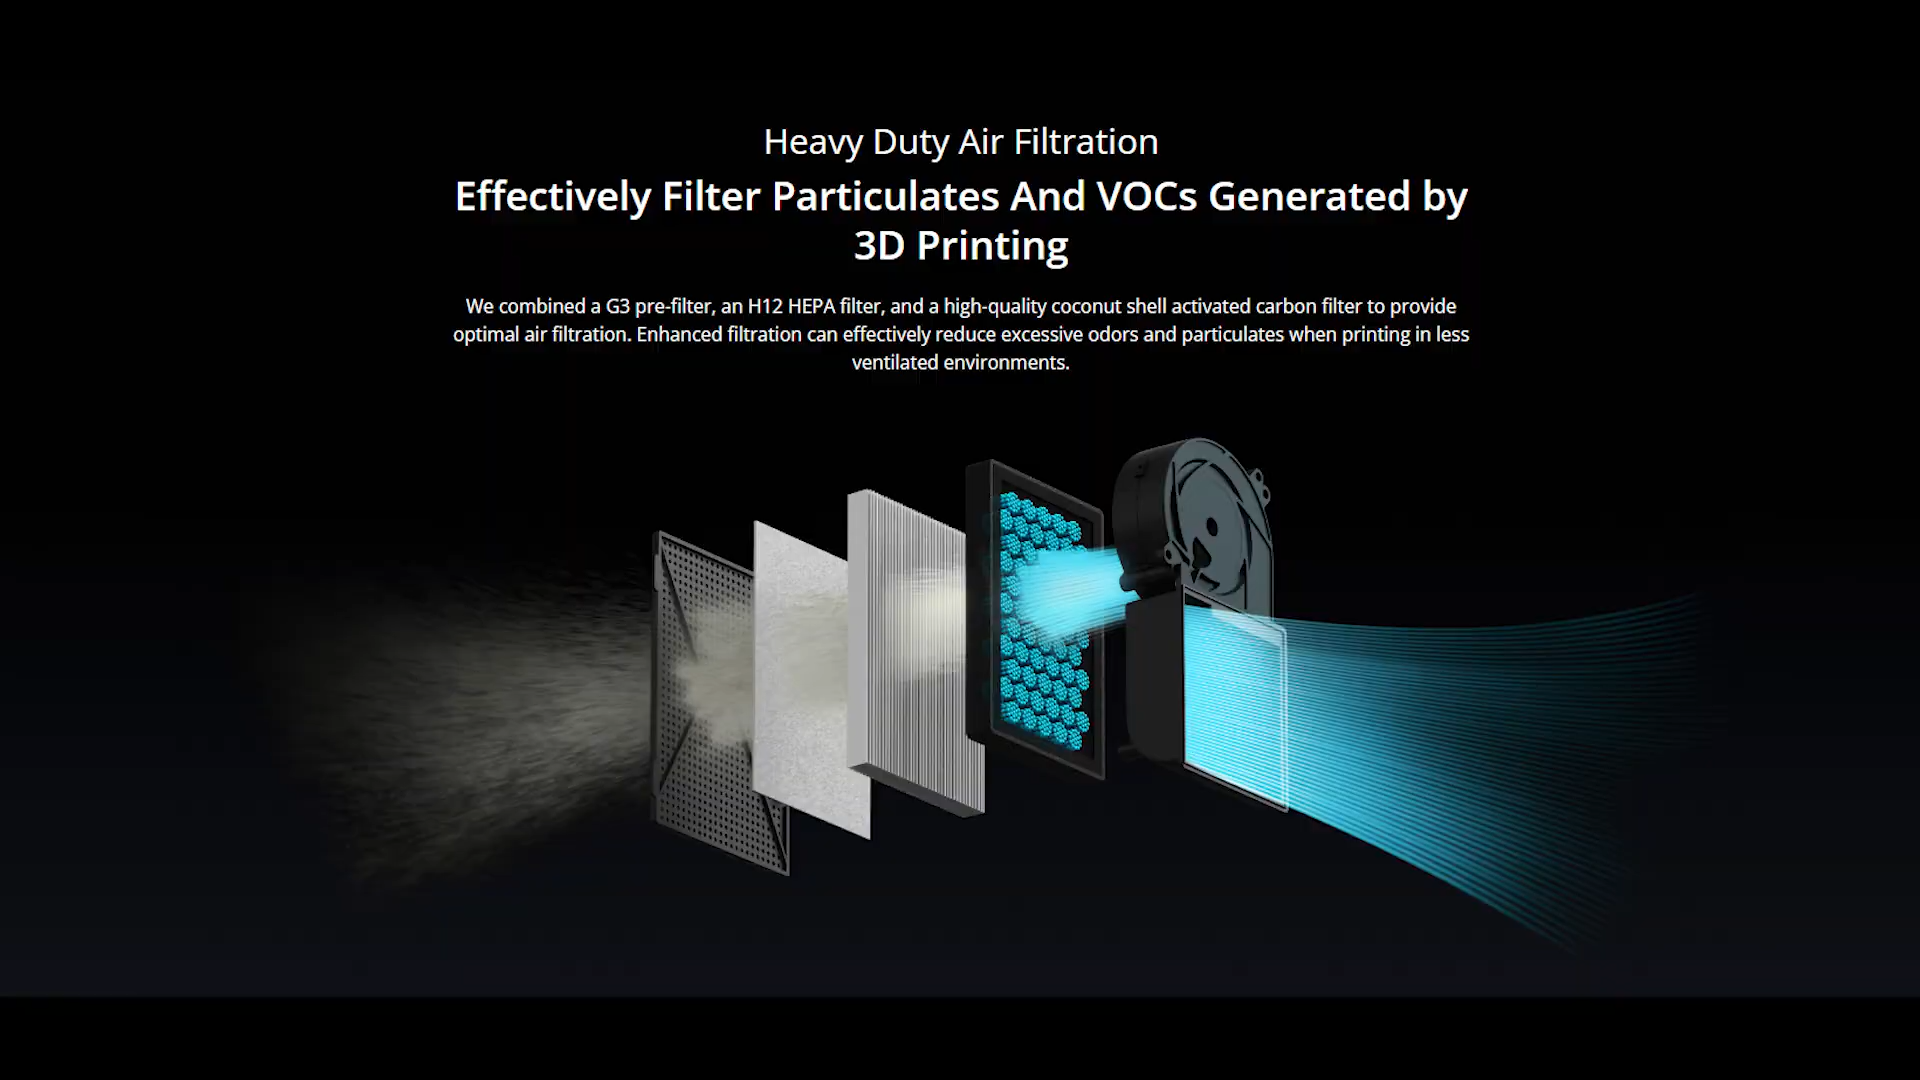 Heavy Duty Air Filtration
Effectively Filter Particulates And VOCs Generated by
3D Printing
We combined a G3 pre-filter, an H12 HEPA filter, and a high-quality coconut shell activated carbon filter to provide
optimal air filtration. Enhanced filtration can effectively reduce excessive odors and particulates when printing in less
ventilated environments.